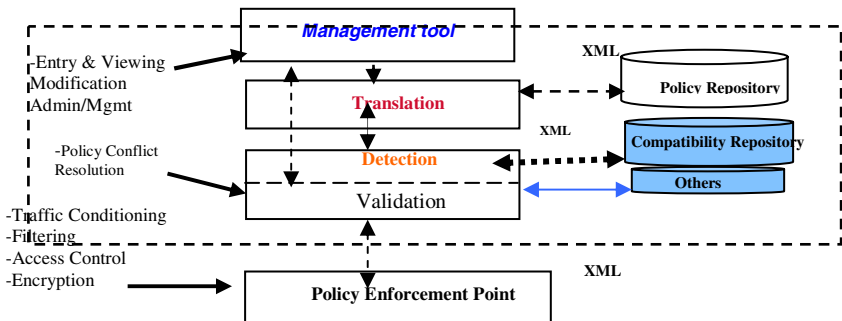 Management tool
-Entry & Viewing
Modification
Admin/Mgmt
XML
Policy Repository
Translation
XML
Compatibility Repository
-Policy Conflict
Resolution
Detection
Others
Validation
-Traffic Conditioning
-Filtering
-Access Control
-Encryption
XML
Policy Enforcement Point